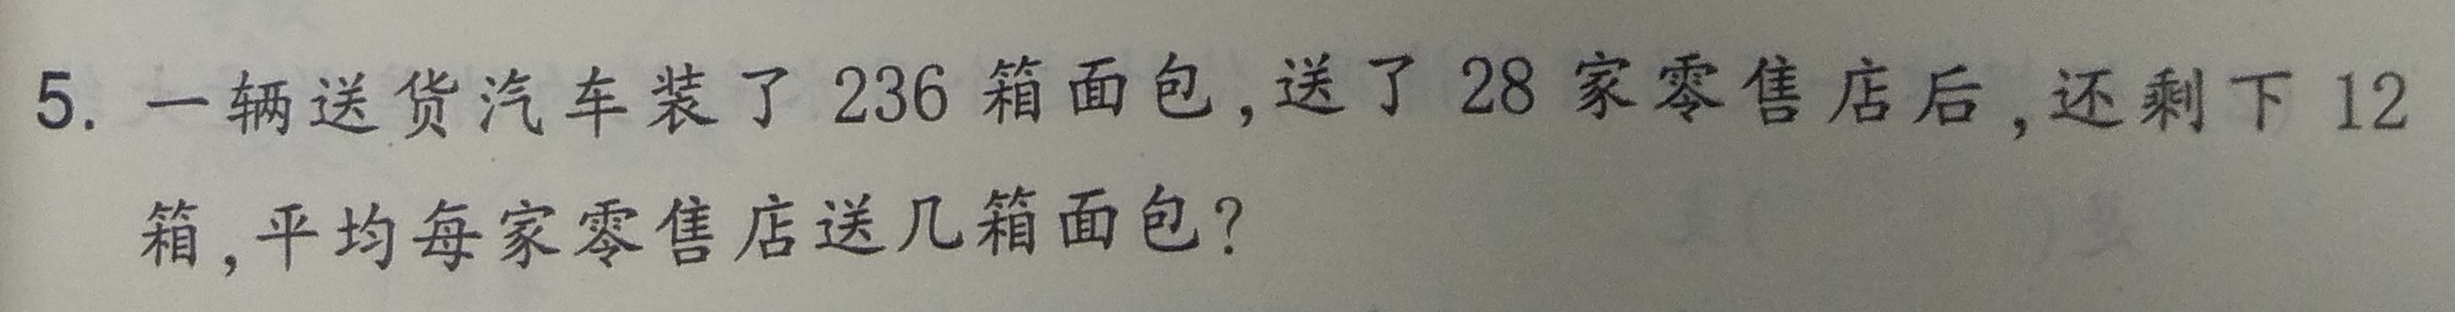 5. 一辆送货汽车装了 236 箱面包,送了 28 家零售店后,还剩下 12
箱,平均每家零售店送几箱面包?